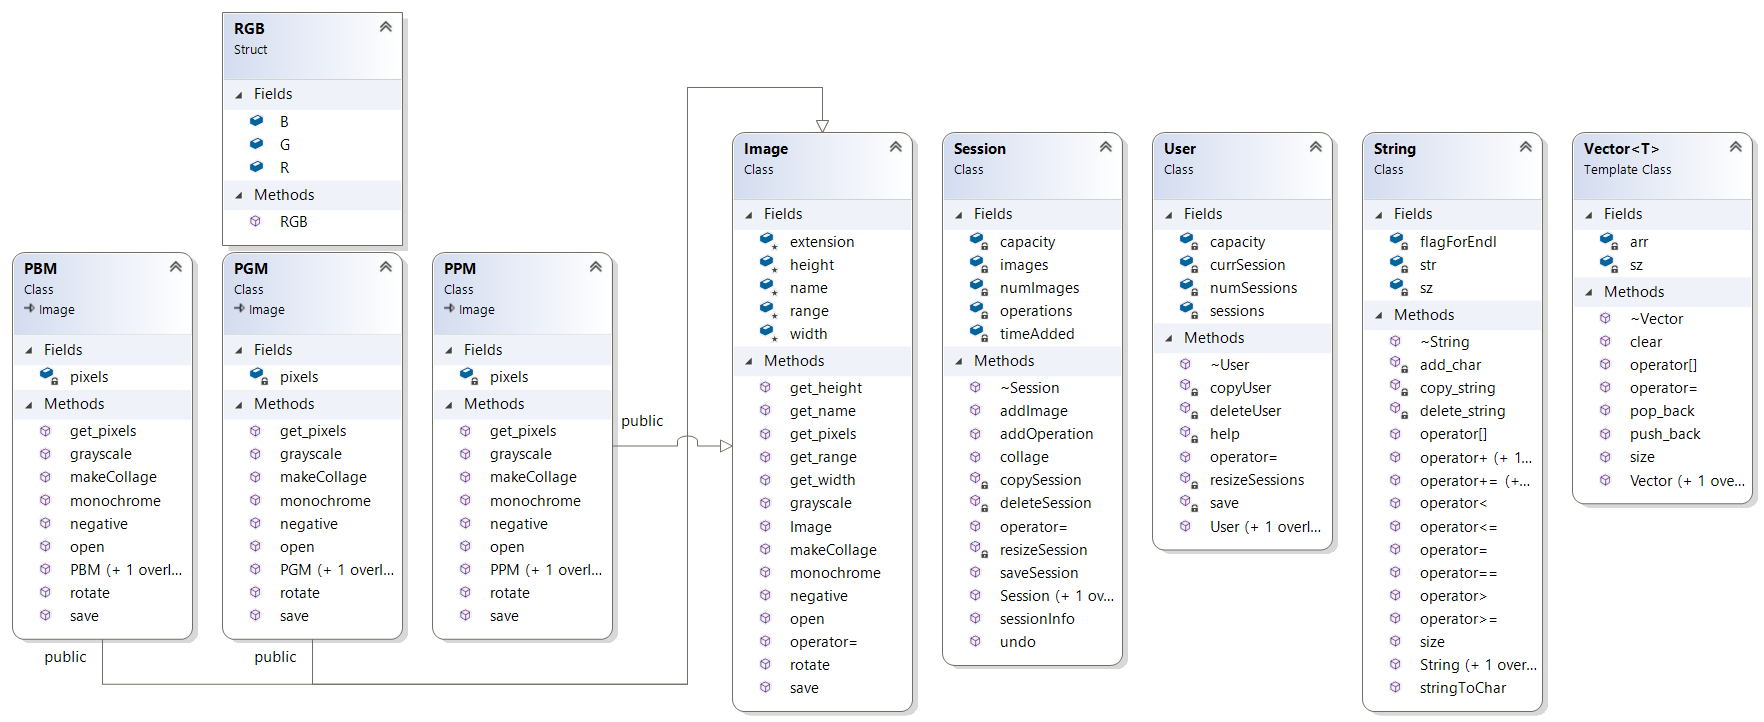 RGB
Struct
Fields
B
G
R
Methods
RGB
PBM
Class
Image
Fields
pixels
Methods
get_pixels
grayscale
makeCollage
monochrome
negative
open
PBM (+ 1 overl...
rotate
save
public
PGM
Class
Image
Fields
pixels
Methods
get_pixels
grayscale
makeCollage
monochrome
negative
open
PGM (+ 1 overl...
rotate
save
public
PPM
Class
Image
Fields
pixels
Methods
get_pixels
grayscale
makeCollage
monochrome
negative
open
PPM (+ 1 overl...
rotate
save
public
Image
Class
Fields
extension
height
name
range
width
Methods
get_height
get_name
get_pixels
get_range
get_width
grayscale
Image
makeCollage
monochrome
negative
open
operator=
rotate
save
Session
Class
Fields
capacity
images
numImages
operations
timeAdded
Methods
~Session
addImage
addOperation
collage
copySession
deleteSession
operator=
resizeSession
saveSession
Session (+ 1 ov...
sessionInfo
undo
User
Class
Fields
capacity
currSession
numSessions
sessions
Methods
~User
copyUser
deleteUser
help
operator=
resizeSessions
save
User (+ 1 overl...
String
Class
Fields
flagForEndl
str
sz
Methods
~String
add_char
copy_string
delete_string
operator[]
operator+ (+ 1...
operator+= (+...
operator<
operator<=
operator=
operator==
operator>
operator>=
size
String (+ 1 over...
stringToChar
Vector<T>
Template Class
Fields
arr
sz
Methods
~Vector
clear
operator[]
operator=
pop_back
push_back
size
Vector (+ 1 ove...